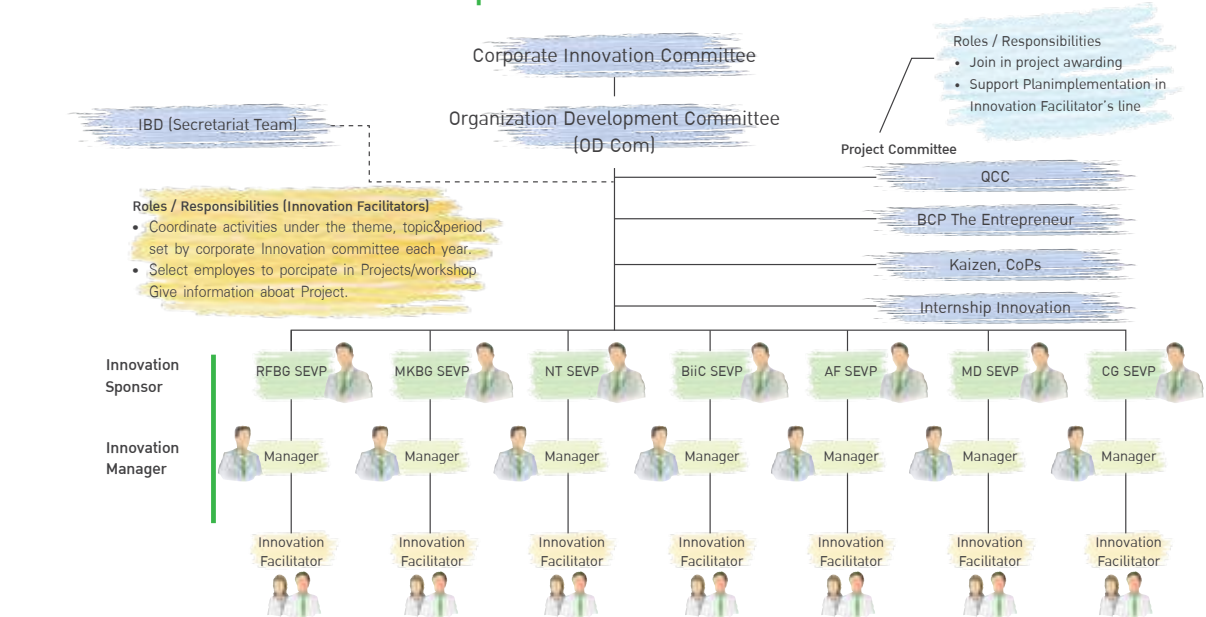 Corporate Innovation Committee
Roles / Responsibilities
• Join in project awarding
• Support Planimplementation in
Innovation Facilitator's line
IBD (Secretariat Team)
Organization Development Committee
(OD Com)
Project Committee
QCC
BCP The Entrepreneur
Kaizen, CoPs
Internship Innovation
Roles / Responsibilities (Innovation Facilitators)
• Coordinate activities under the theme, topic&period.
set by corporate Innovation committee each year.
• Select employes to porcipate in Projects/workshop
Give information aboat Project.
Innovation
Sponsor
RFBG SEVP
MKBG SEVP
NT SEVP
BiiC SEVP
AF SEVP
MD SEVP
CG SEVP
Innovation
Manager
Manager
Manager
Manager
Manager
Manager
Manager
Manager
Innovation
Facilitator
Innovation
Facilitator
Innovation
Facilitator
Innovation
Facilitator
Innovation
Facilitator
Innovation
Facilitator
Innovation
Facilitator